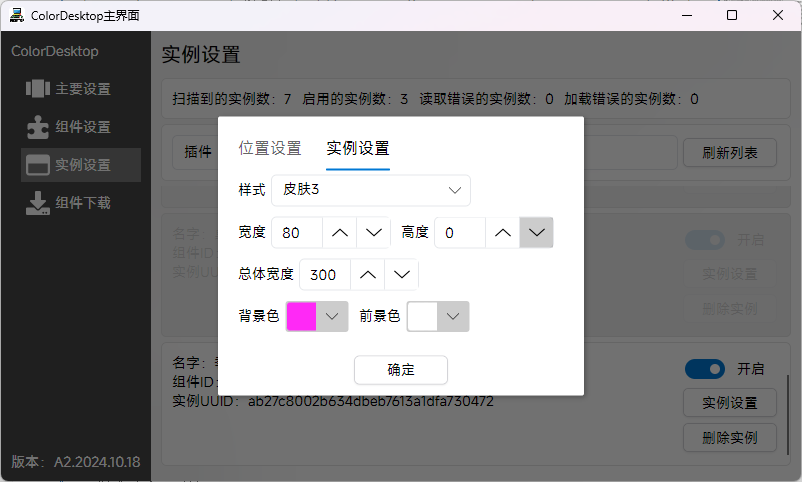 ColorDesktop主界面
ColorDesktop
主要设置
组件设置
实例设置
组件下载
版本：A2.2024.10.18
实例设置
扫描到的实例数：7 启用的实例数：3 读取错误的实例数：0 加载错误的实例数：0
插件
刷新列表
名字：
组件ID
实例UU
开启
实例设置
删除实例
位置设置 实例设置
样式 皮肤3
宽度 80 高度 0
总体宽度 300
背景色 前景色
确定
名字：
组件ID：
实例UUID：ab27c8002b634dbeb7613a1dfa730472
开启
实例设置
删除实例